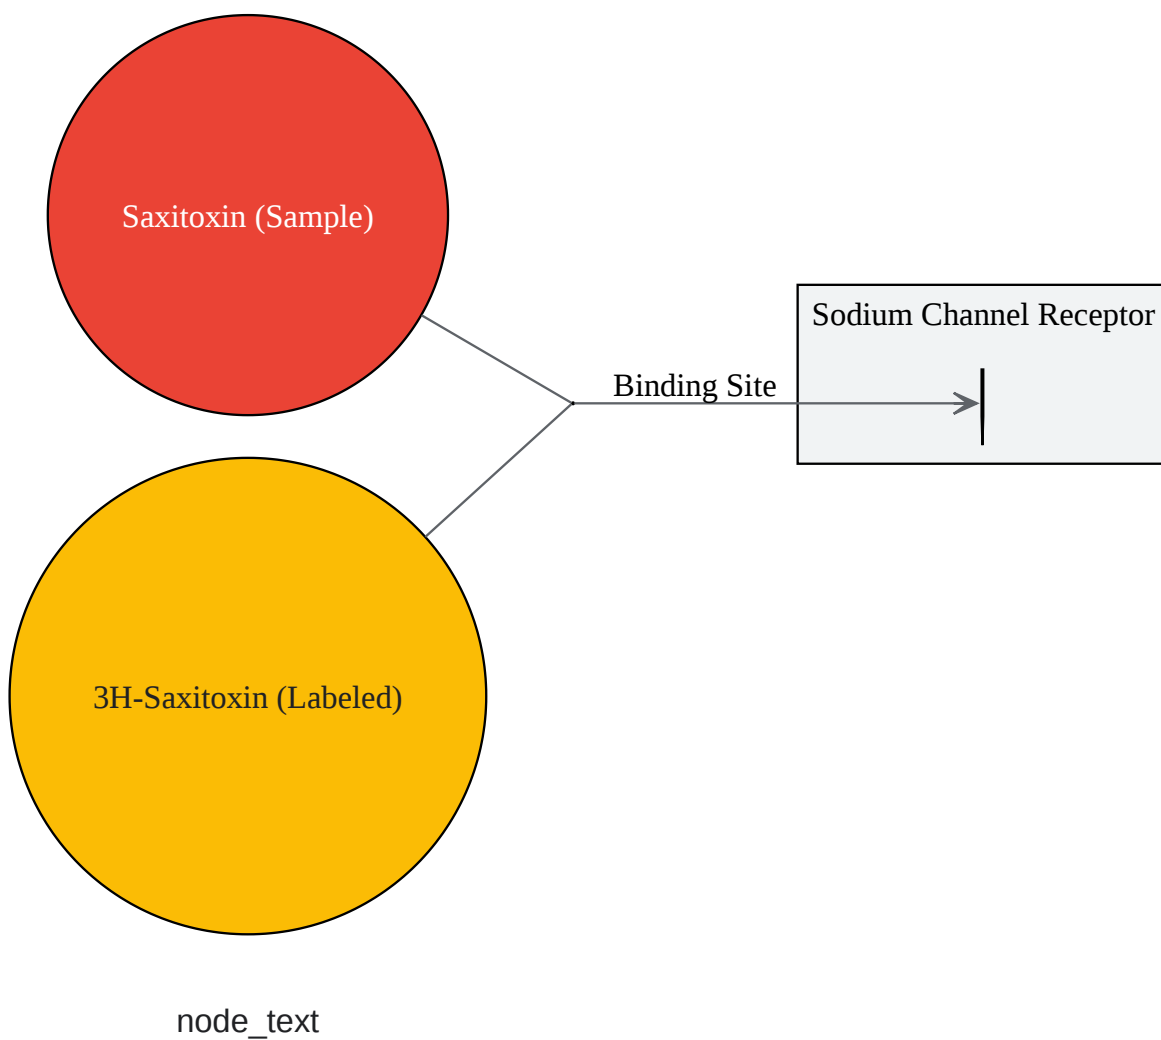 Saxitoxin (Sample)
Sodium Channel Receptor
Binding Site
3H-Saxitoxin (Labeled)
node_text